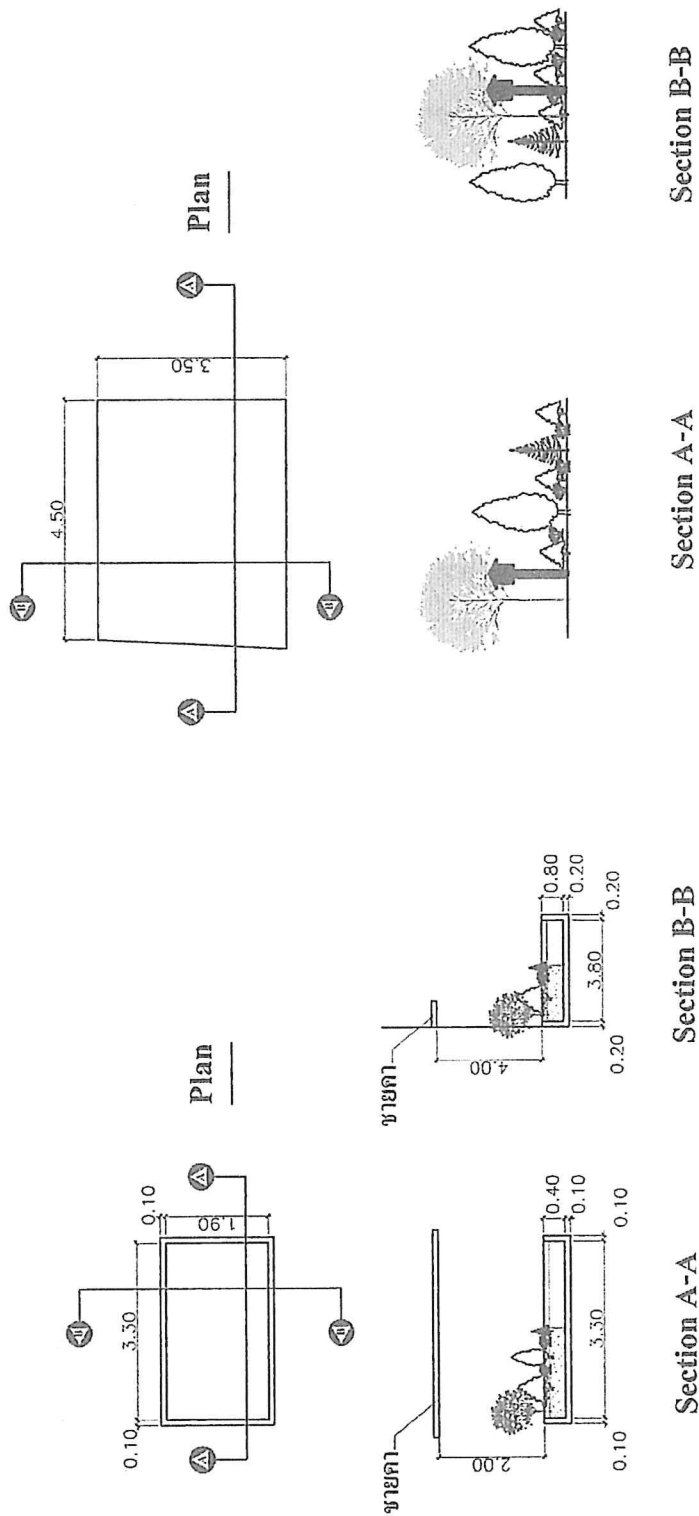 0.10
3.30
0.10
1.90
Plan
A
A
B
B
ชายคา
2.00
0.40
0.10
0.10
3.30
0.10
Section A-A
ชายคา
4.00
0.80
0.20
0.20
3.80
0.20
Section B-B
4.50
3.50
Plan
A
A
B
B
Section A-A
Section B-B